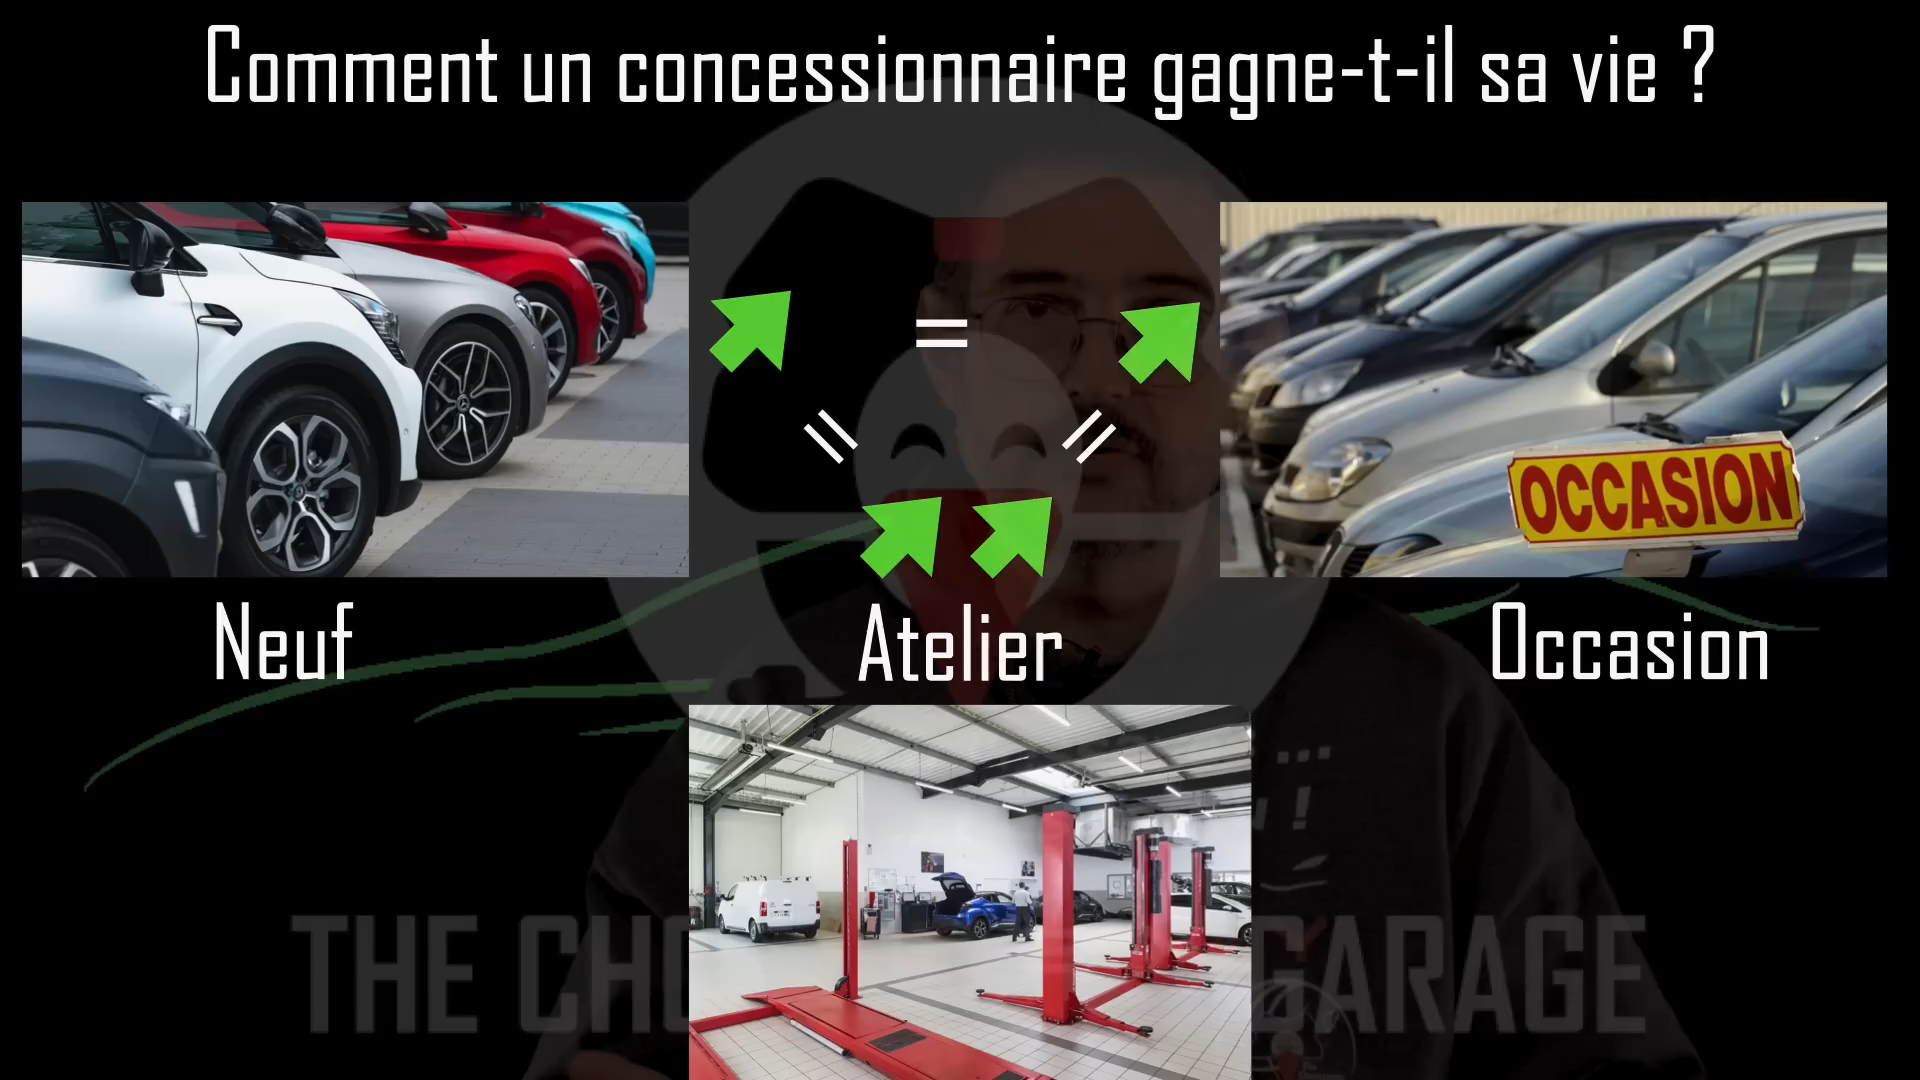 Comment un concessionnaire gagne-t-il sa vie ?
=
OCCASION
Neuf
Atelier
Occasion
THE CHO
GARAGE